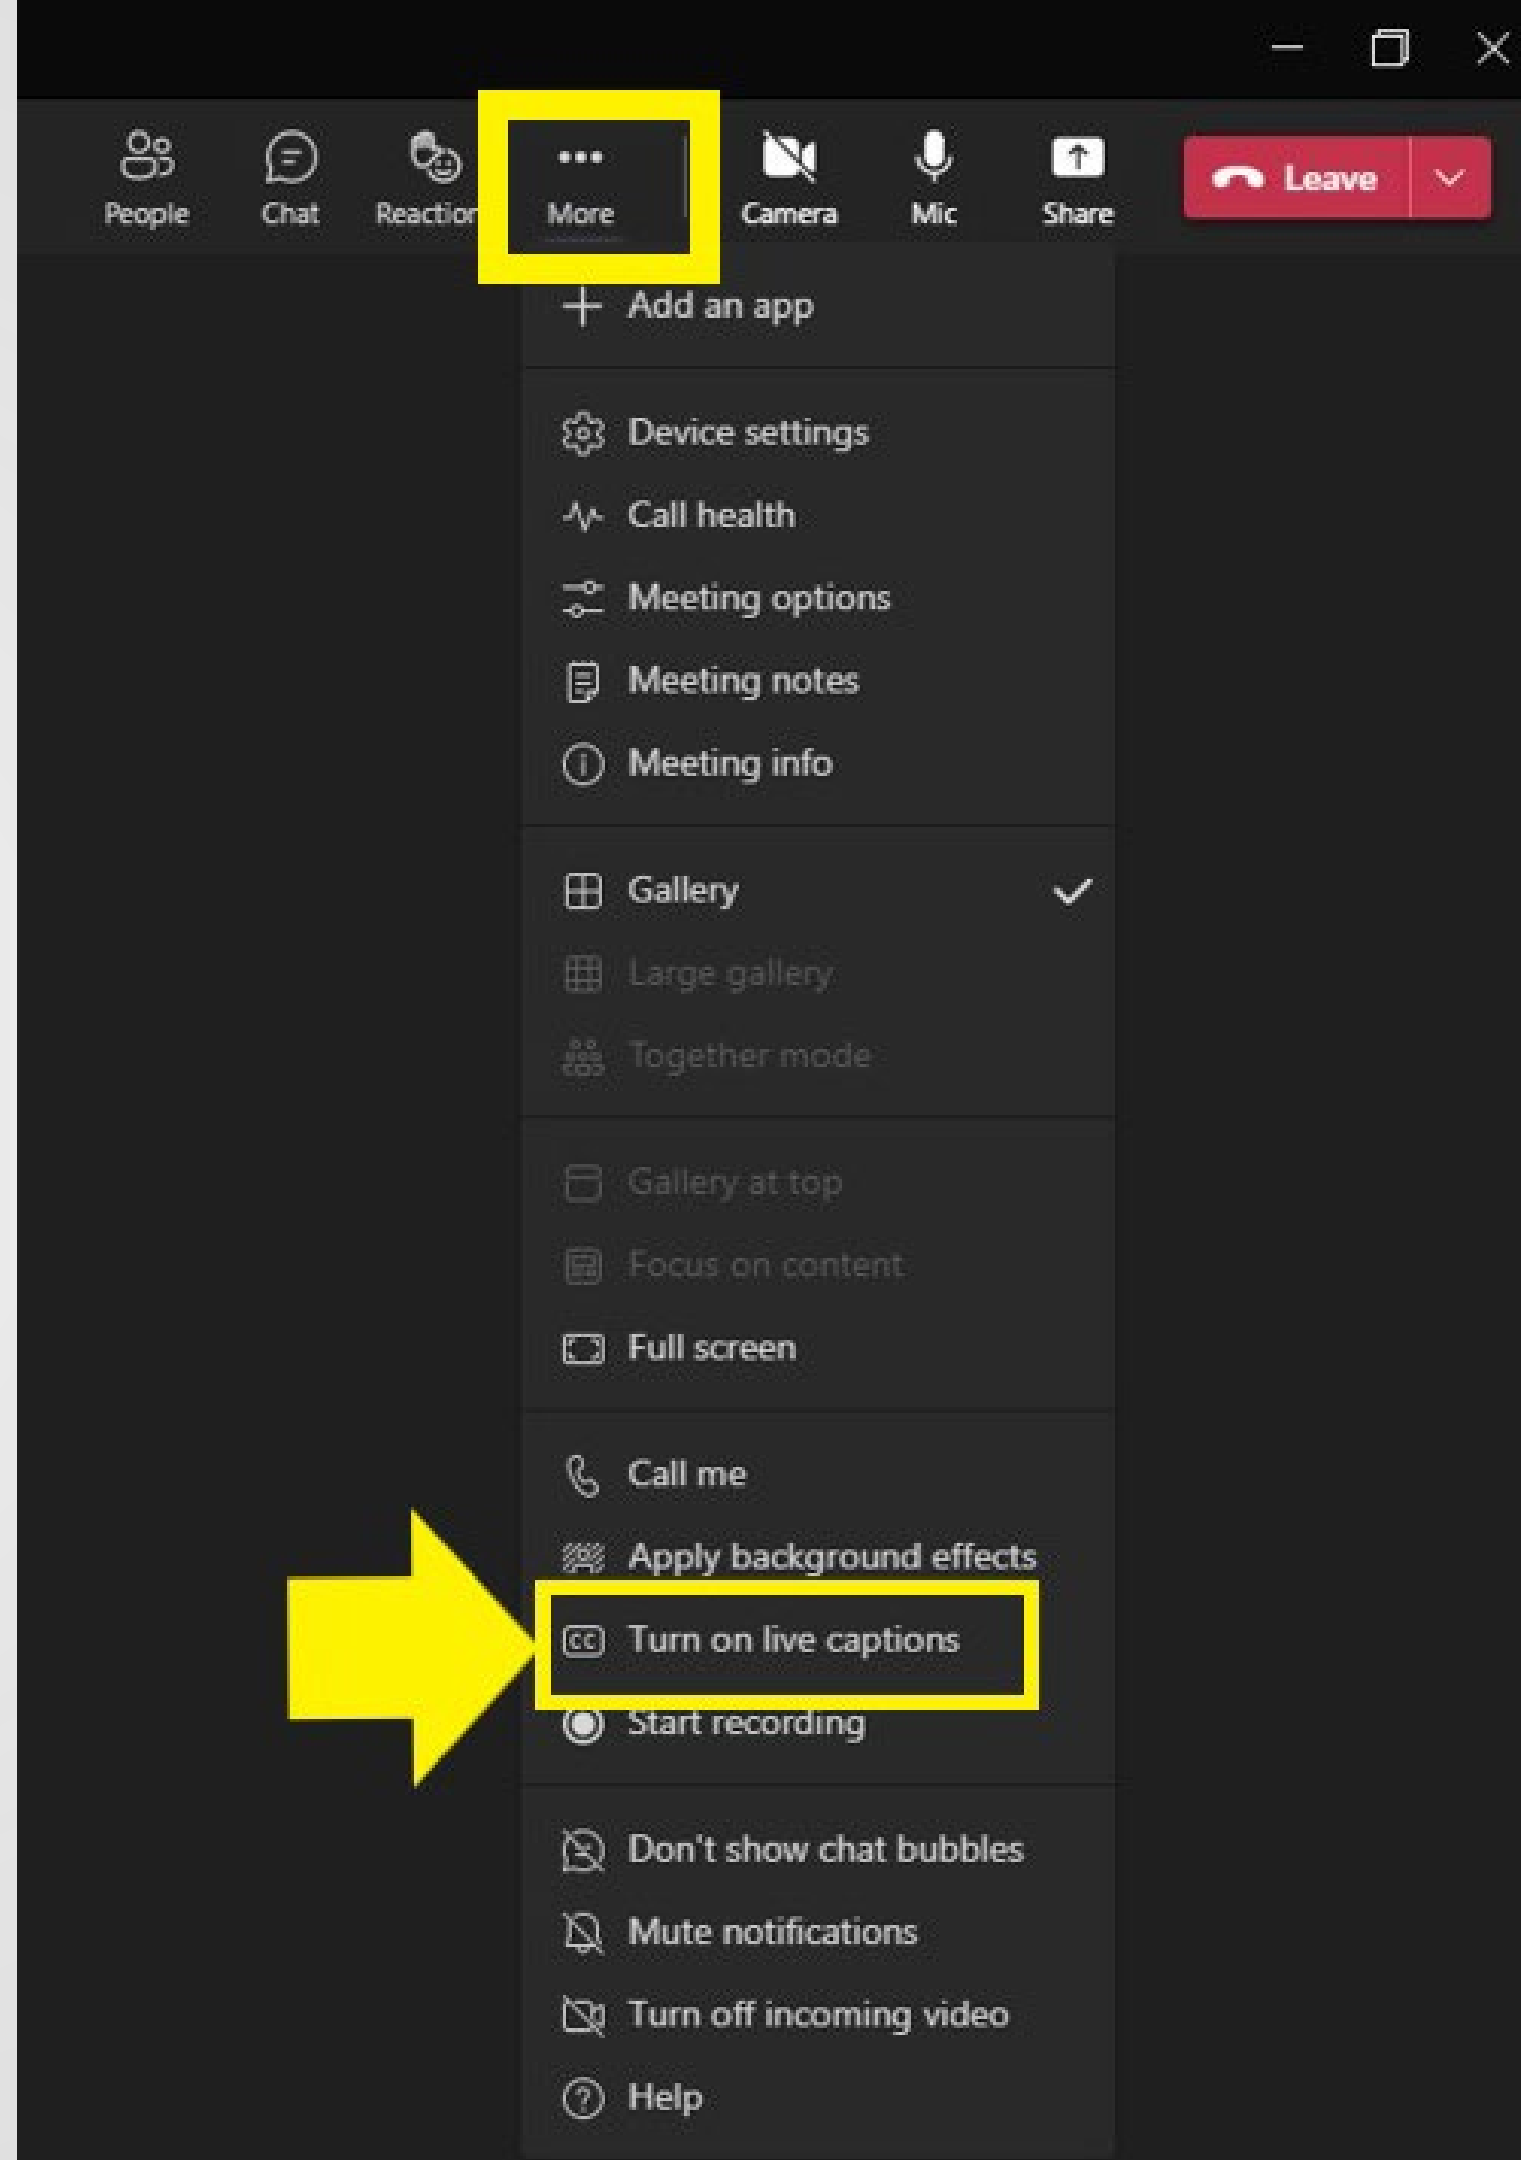 People Chat Reaction More Camera Mic Share Leave
Add an app
Device settings
Call health
Meeting options
Meeting notes
Meeting info
Gallery
Large gallery
Together mode
Gallery at top
Focus on content
Full screen
Call me
Apply background effects
CC Turn on live captions
Start recording
Don't show chat bubbles
Mute notifications
Turn off incoming video
Help